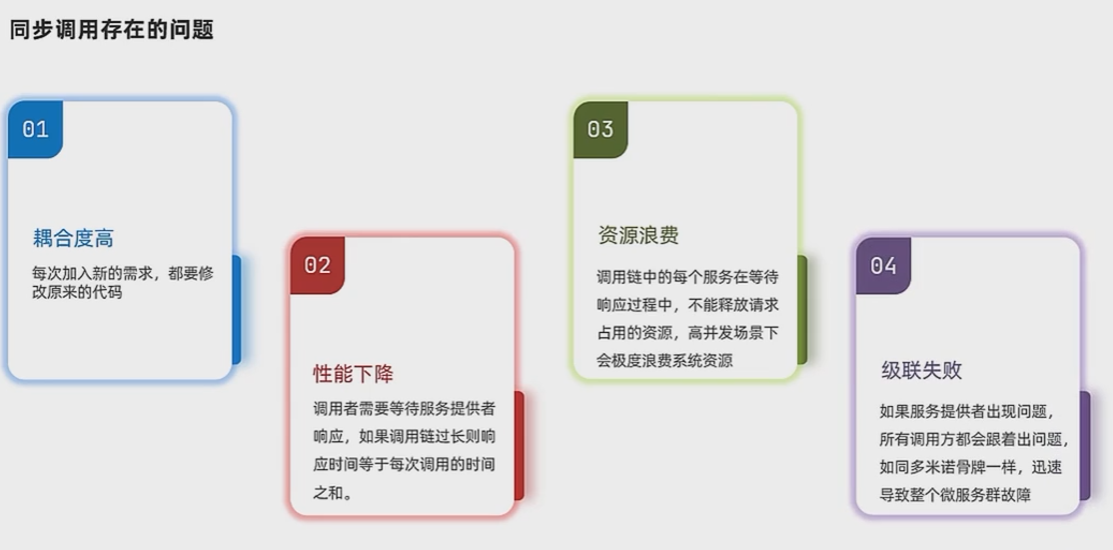 同步调用存在的问题
01
耦合度高
每次加入新的需求，都要修
改原来的代码
02
性能下降
调用者需要等待服务提供者
响应，如果调用链过长则响
应时间等于每次调用的时间
之和。
03
资源浪费
调用链中的每个服务在等待
响应过程中，不能释放请求
占用的资源，高并发场景下
会极度浪费系统资源
04
级联失败
如果服务提供者出现问题，
所有调用方都会跟着出问题，
如同多米诺骨牌一样，迅速
导致整个微服务群故障